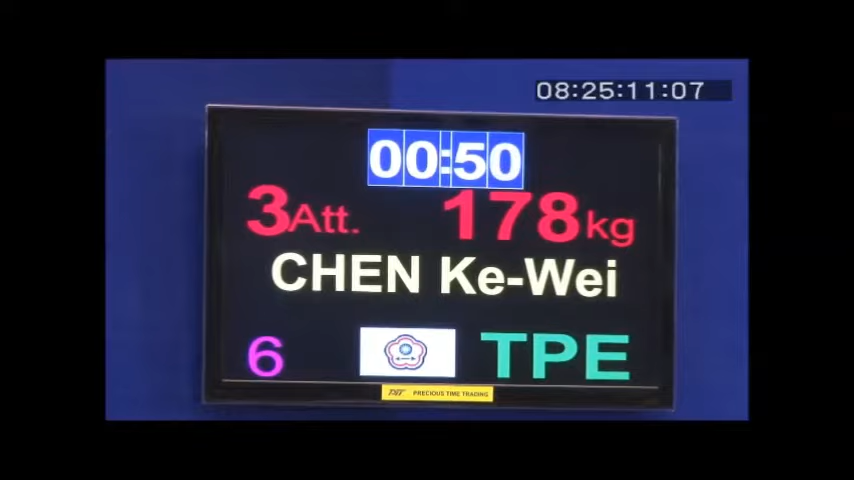 08:25:11:07
00:50
3Att. 178kg
CHEN Ke-Wei
6 TPE
PRECIOUS TIME TRADING